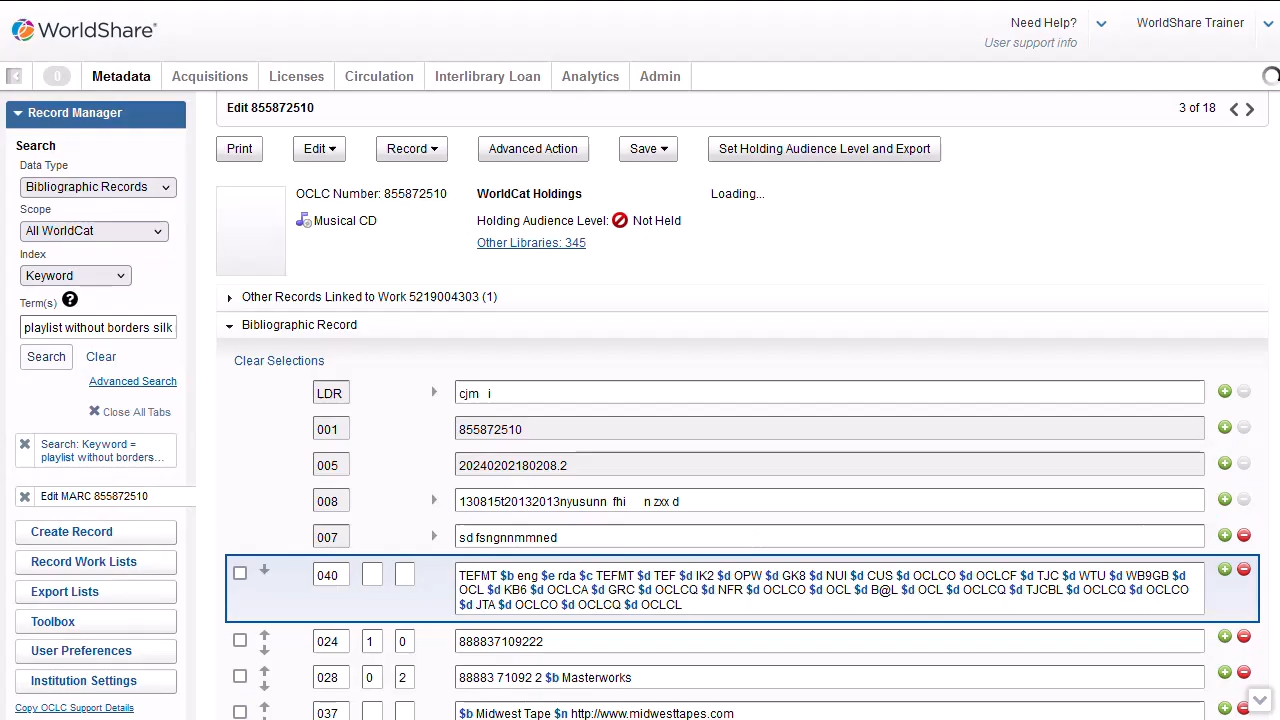 WorldShare®
Need Help?
User support info
WorldShare Trainer
0
Metadata
Acquisitions
Licenses
Circulation
Interlibrary Loan
Analytics
Admin
Record Manager
Search
Data Type
Bibliographic Records
Scope
All WorldCat
Index
Keyword
Term(s)
playlist without borders silk
Search
Clear
Advanced Search
Close All Tabs
Search: Keyword =
playlist without borders...
Edit MARC 855872510
Create Record
Record Work Lists
Export Lists
Toolbox
User Preferences
Institution Settings
Copy OCLC Support Details
Edit 855872510
3 of 18
Print
Edit
Record
Advanced Action
Save
Set Holding Audience Level and Export
OCLC Number: 855872510
Musical CD
WorldCat Holdings
Holding Audience Level: Not Held
Other Libraries: 345
Loading...
Other Records Linked to Work 5219004303 (1)
Bibliographic Record
Clear Selections
LDR cjm i
001 855872510
005 20240202180208.2
008 130815t20132013nyusunn fhi n zxx d
007 sd fsngnnmmned
040 TEFMT $b eng $e rda $c TEFMT $d TEF $d IK2 $d OPW $d GK8 $d NUI $d CUS $d OCLCO $d OCLCF $d TJC $d WTU $d WB9GB $d
OCL $d KB6 $d OCLCA $d GRC $d OCLCQ $d NFR $d OCLCO $d OCL $d B@L $d OCL $d OCLCQ $d TJCBL $d OCLCQ $d OCLCO
$d JTA $d OCLCO $d OCLCQ $d OCLCL
024 1 0 888837109222
028 0 2 88883 71092 2 $b Masterworks
037 $b Midwest Tape $n http://www.midwesttapes.com